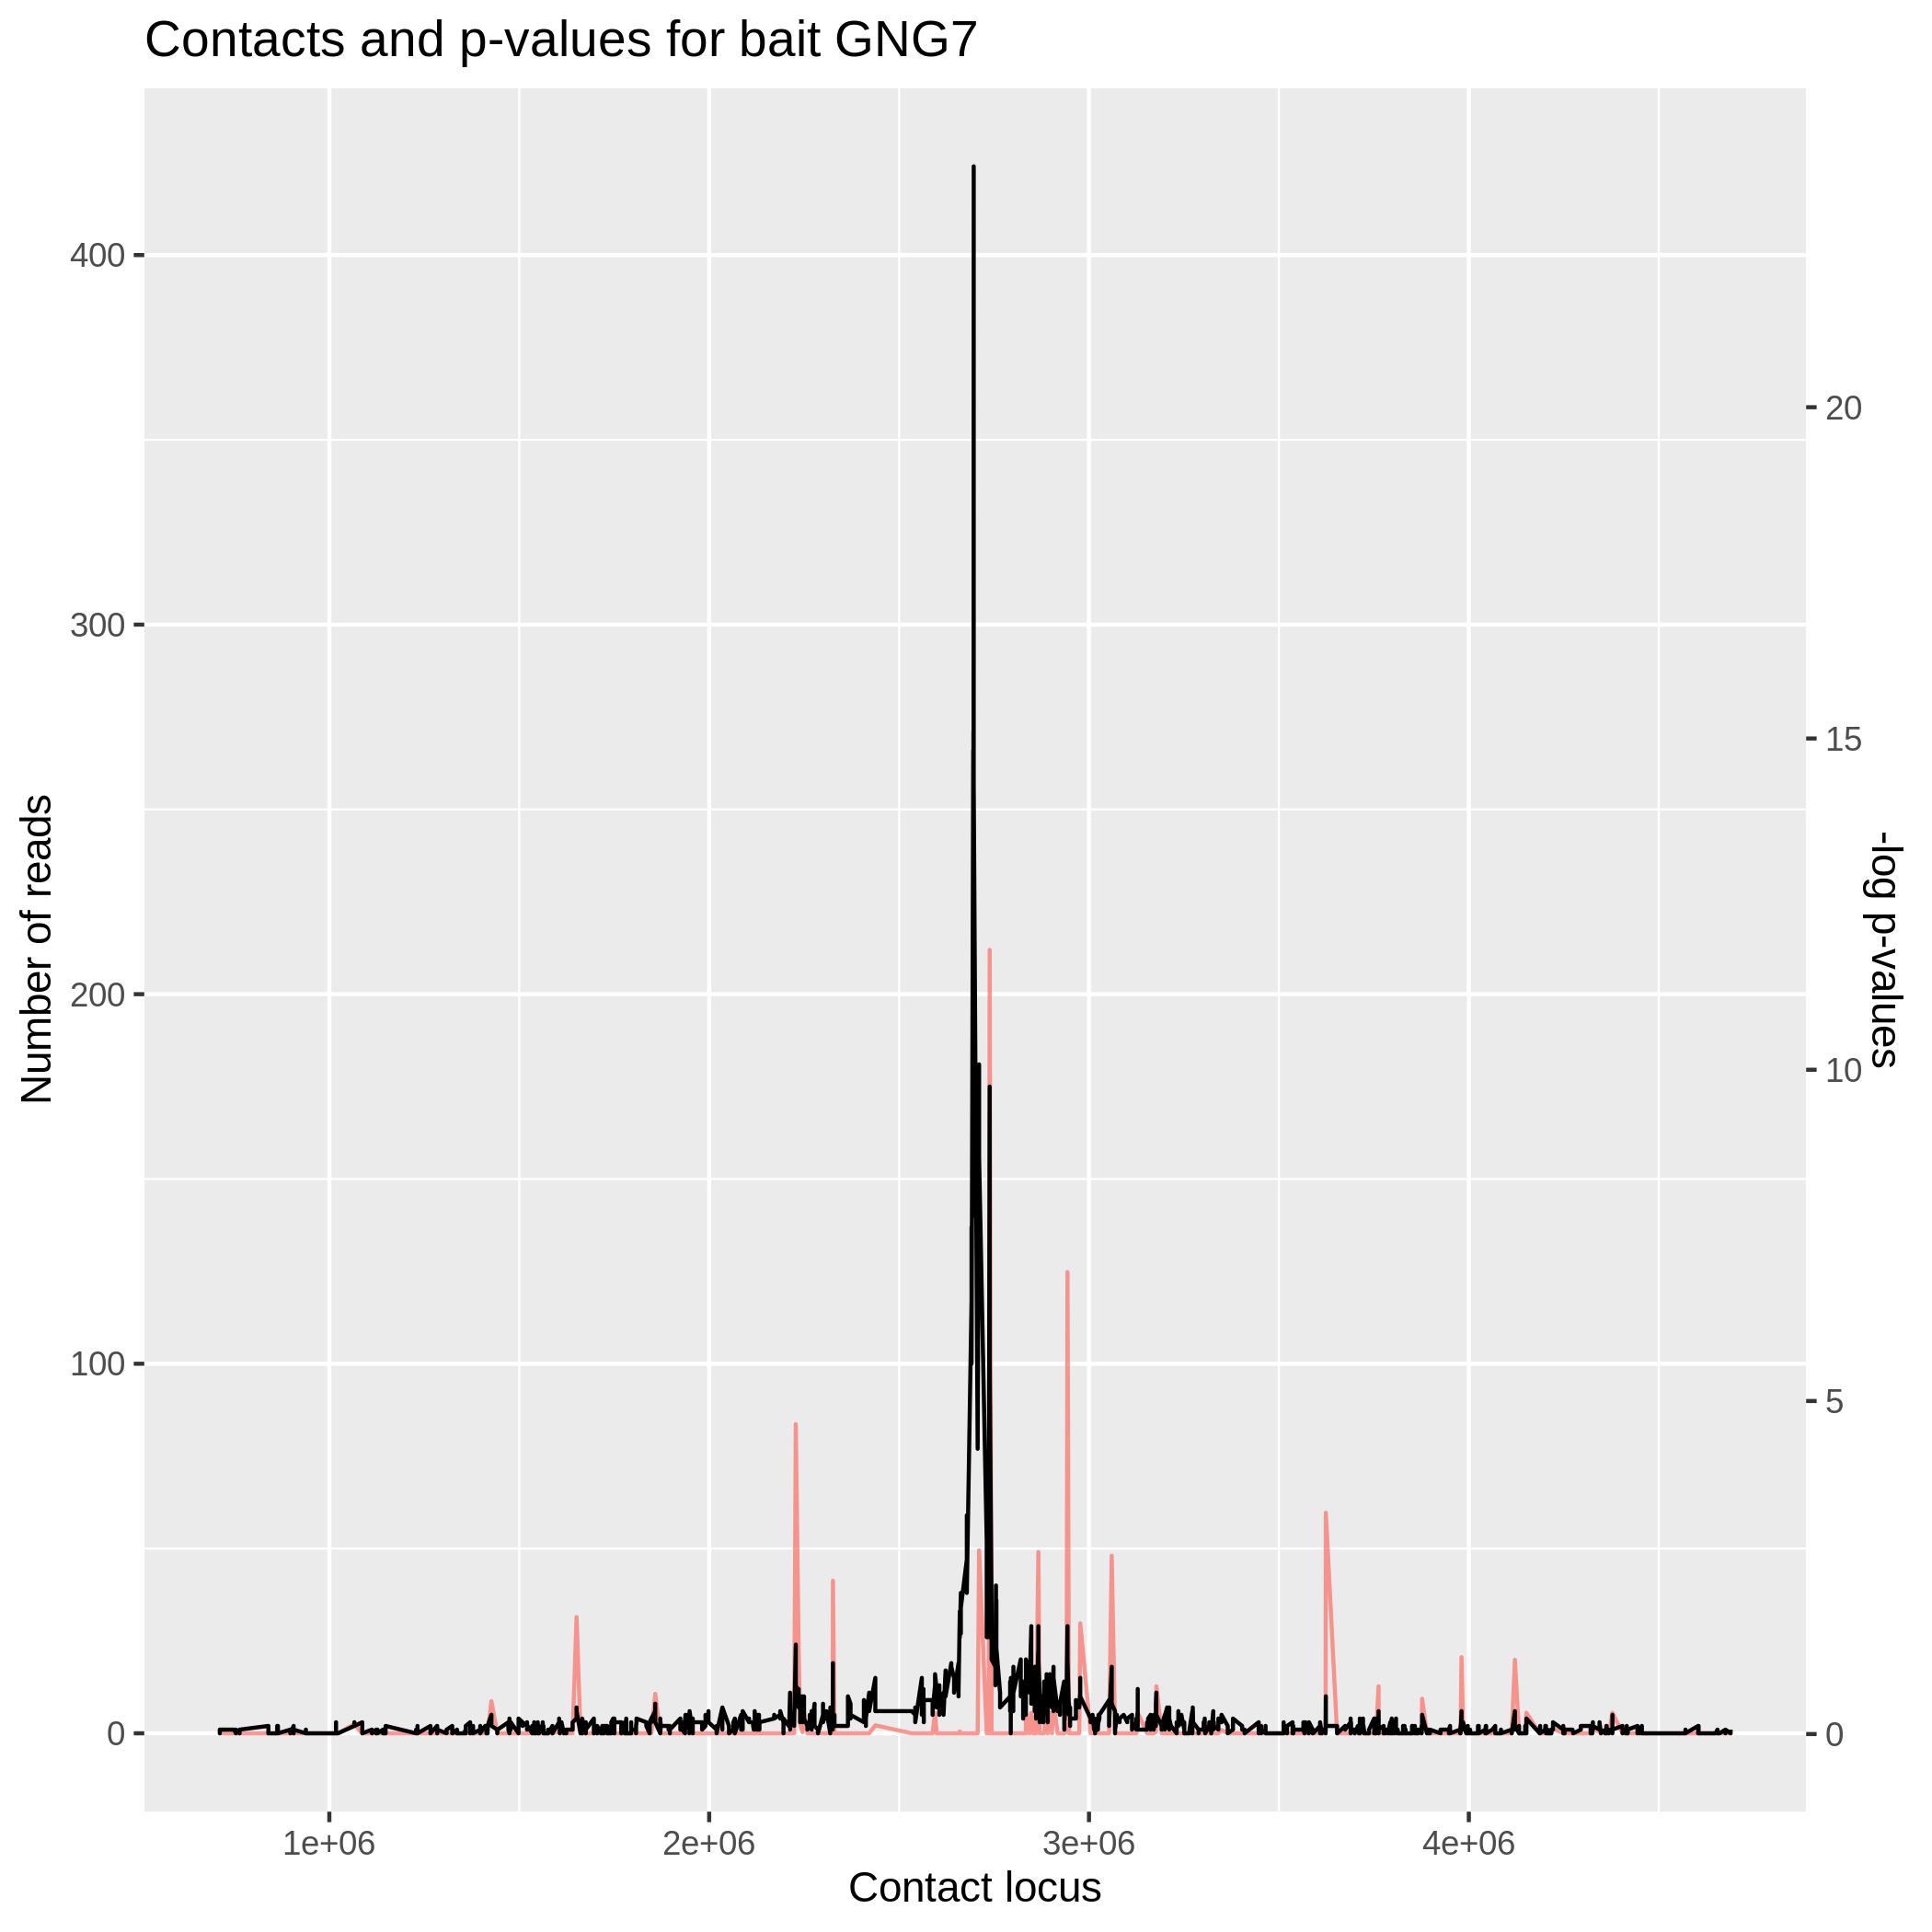 Contacts and p-values for bait GNG7
Number of reads
400
300
200
100
0
20
15
10
5
0
-log p-values
1e+06
2e+06
3e+06
4e+06
Contact locus